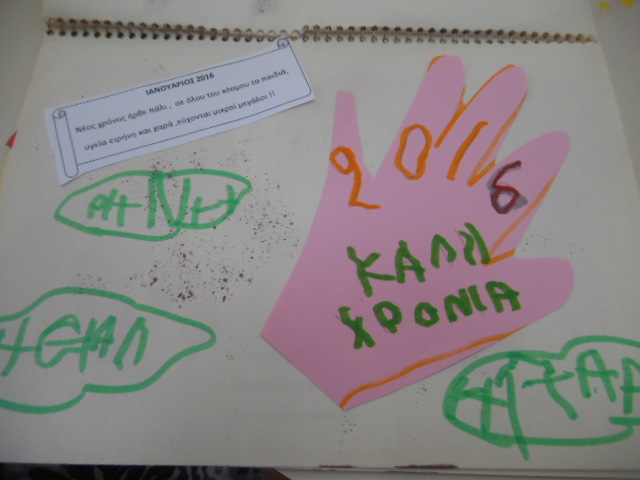 ΙΑΝΟΥΑΡΙΟΣ 2016
Νέος χρόνος ήρθε πάλι , σε όλου του κόσμου τα παιδιά,
υγεία ειρήνη και χαρά ,εύχονται μικροί μεγάλοι !!
2016
ΚΑΛΗ
ΧΡΟΝΙΑ